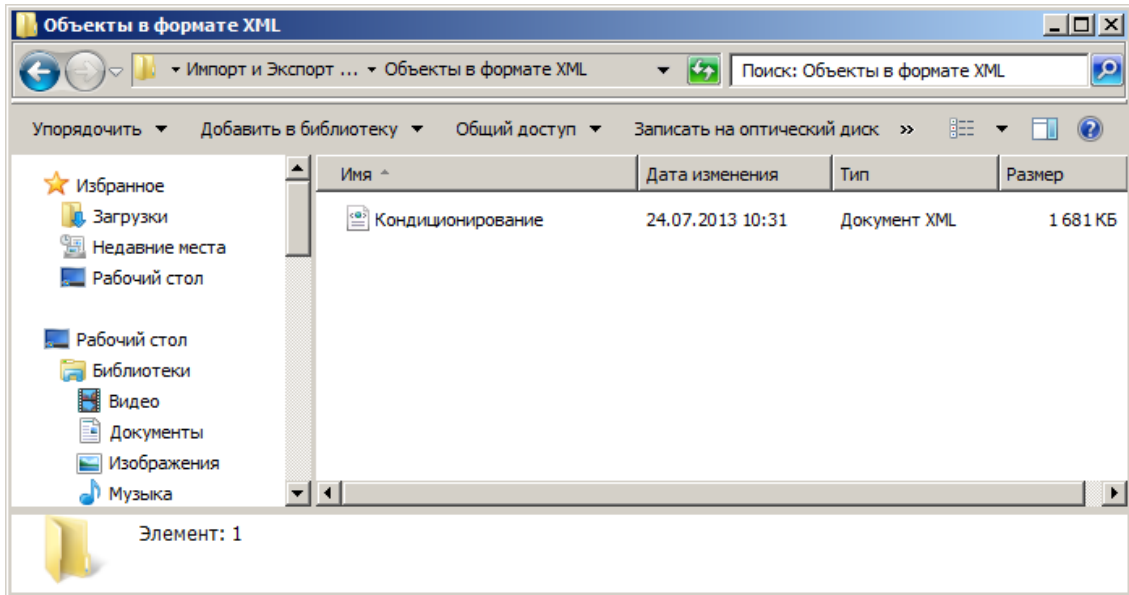 Объекты в формате XML
Импорт и Экспорт ... Объекты в формате XML Поиск: Объекты в формате XML
Упорядочить Добавить в библиотеку Общий доступ Записать на оптический диск »
Избранное
Загрузки
Недавние места
Рабочий стол
Рабочий стол
Библиотеки
Видео
Документы
Изображения
Музыка
Имя Дата изменения Тип Размер
Кондиционирование 24.07.2013 10:31 Документ XML 1 681 КБ
Элемент: 1